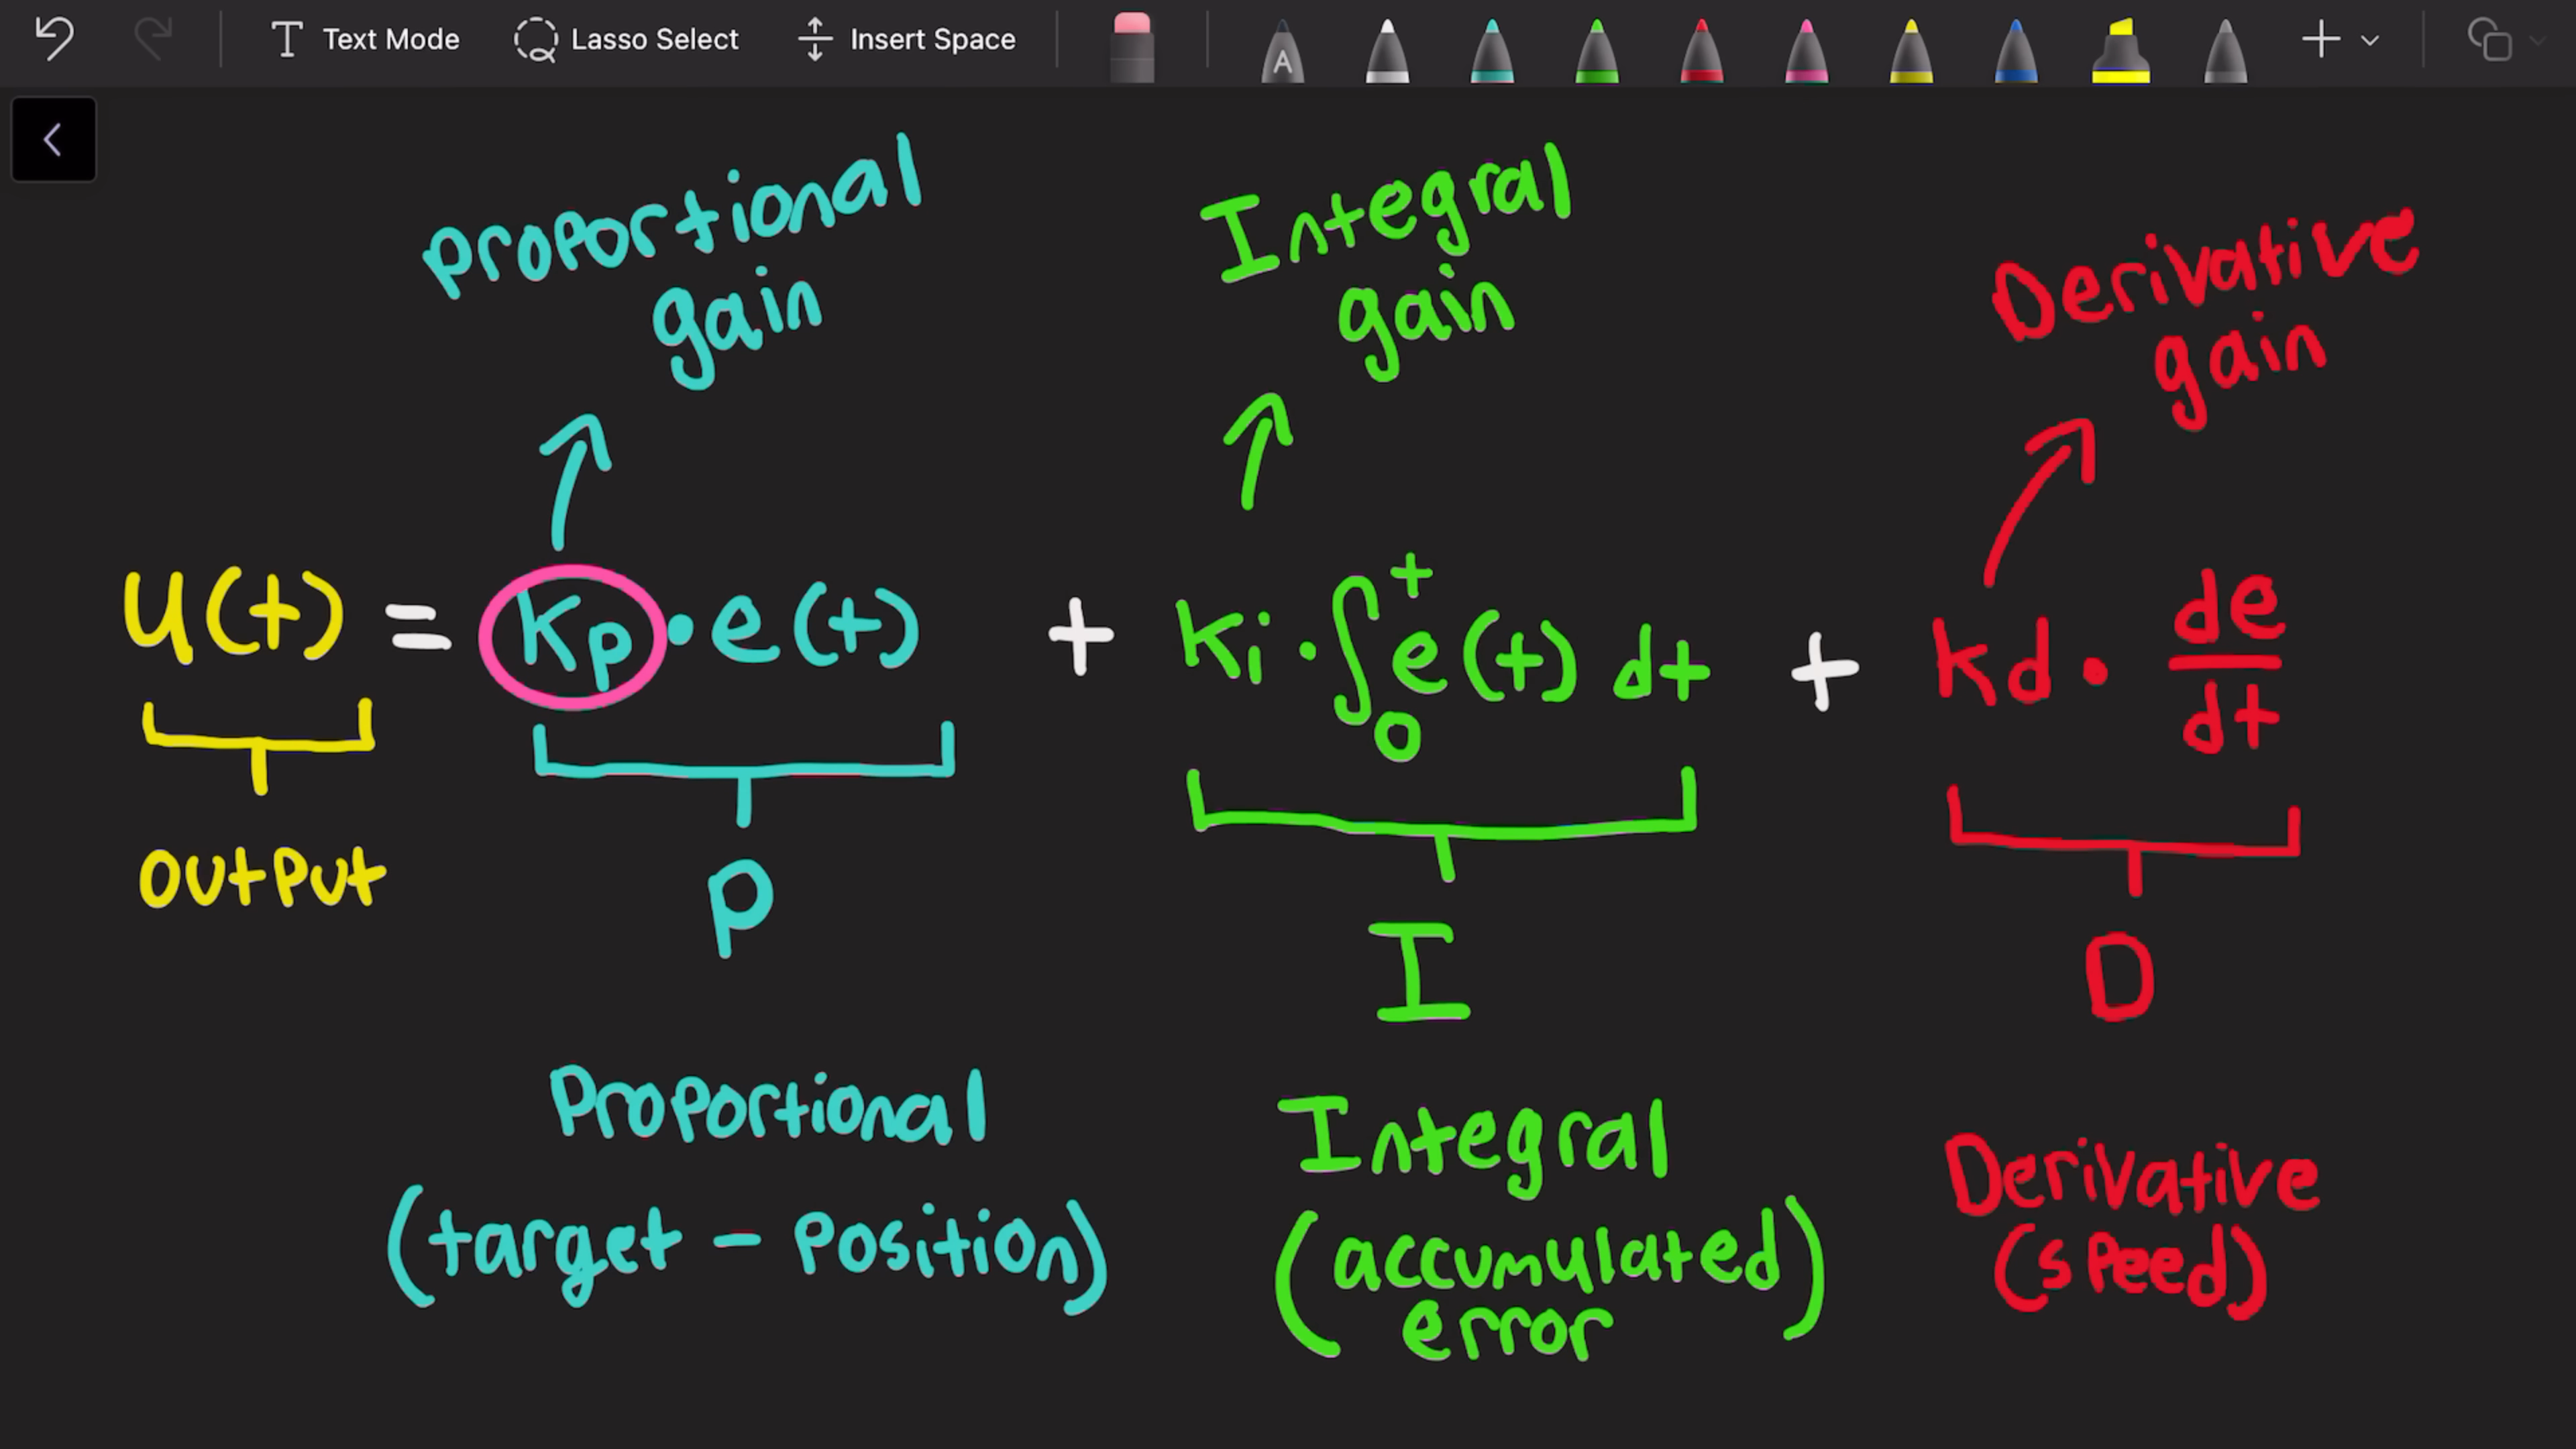 Text Mode Lasso Select Insert Space
A
proportional
gain
Integral
gain
Derivative
gain
u(t) = Kp · e(t) + Ki · ∫₀ᵗ e(t) dt + Kd · de/dt
output
P
I
D
Proportional
(target - position)
Integral
(accumulated
error)
Derivative
(speed)